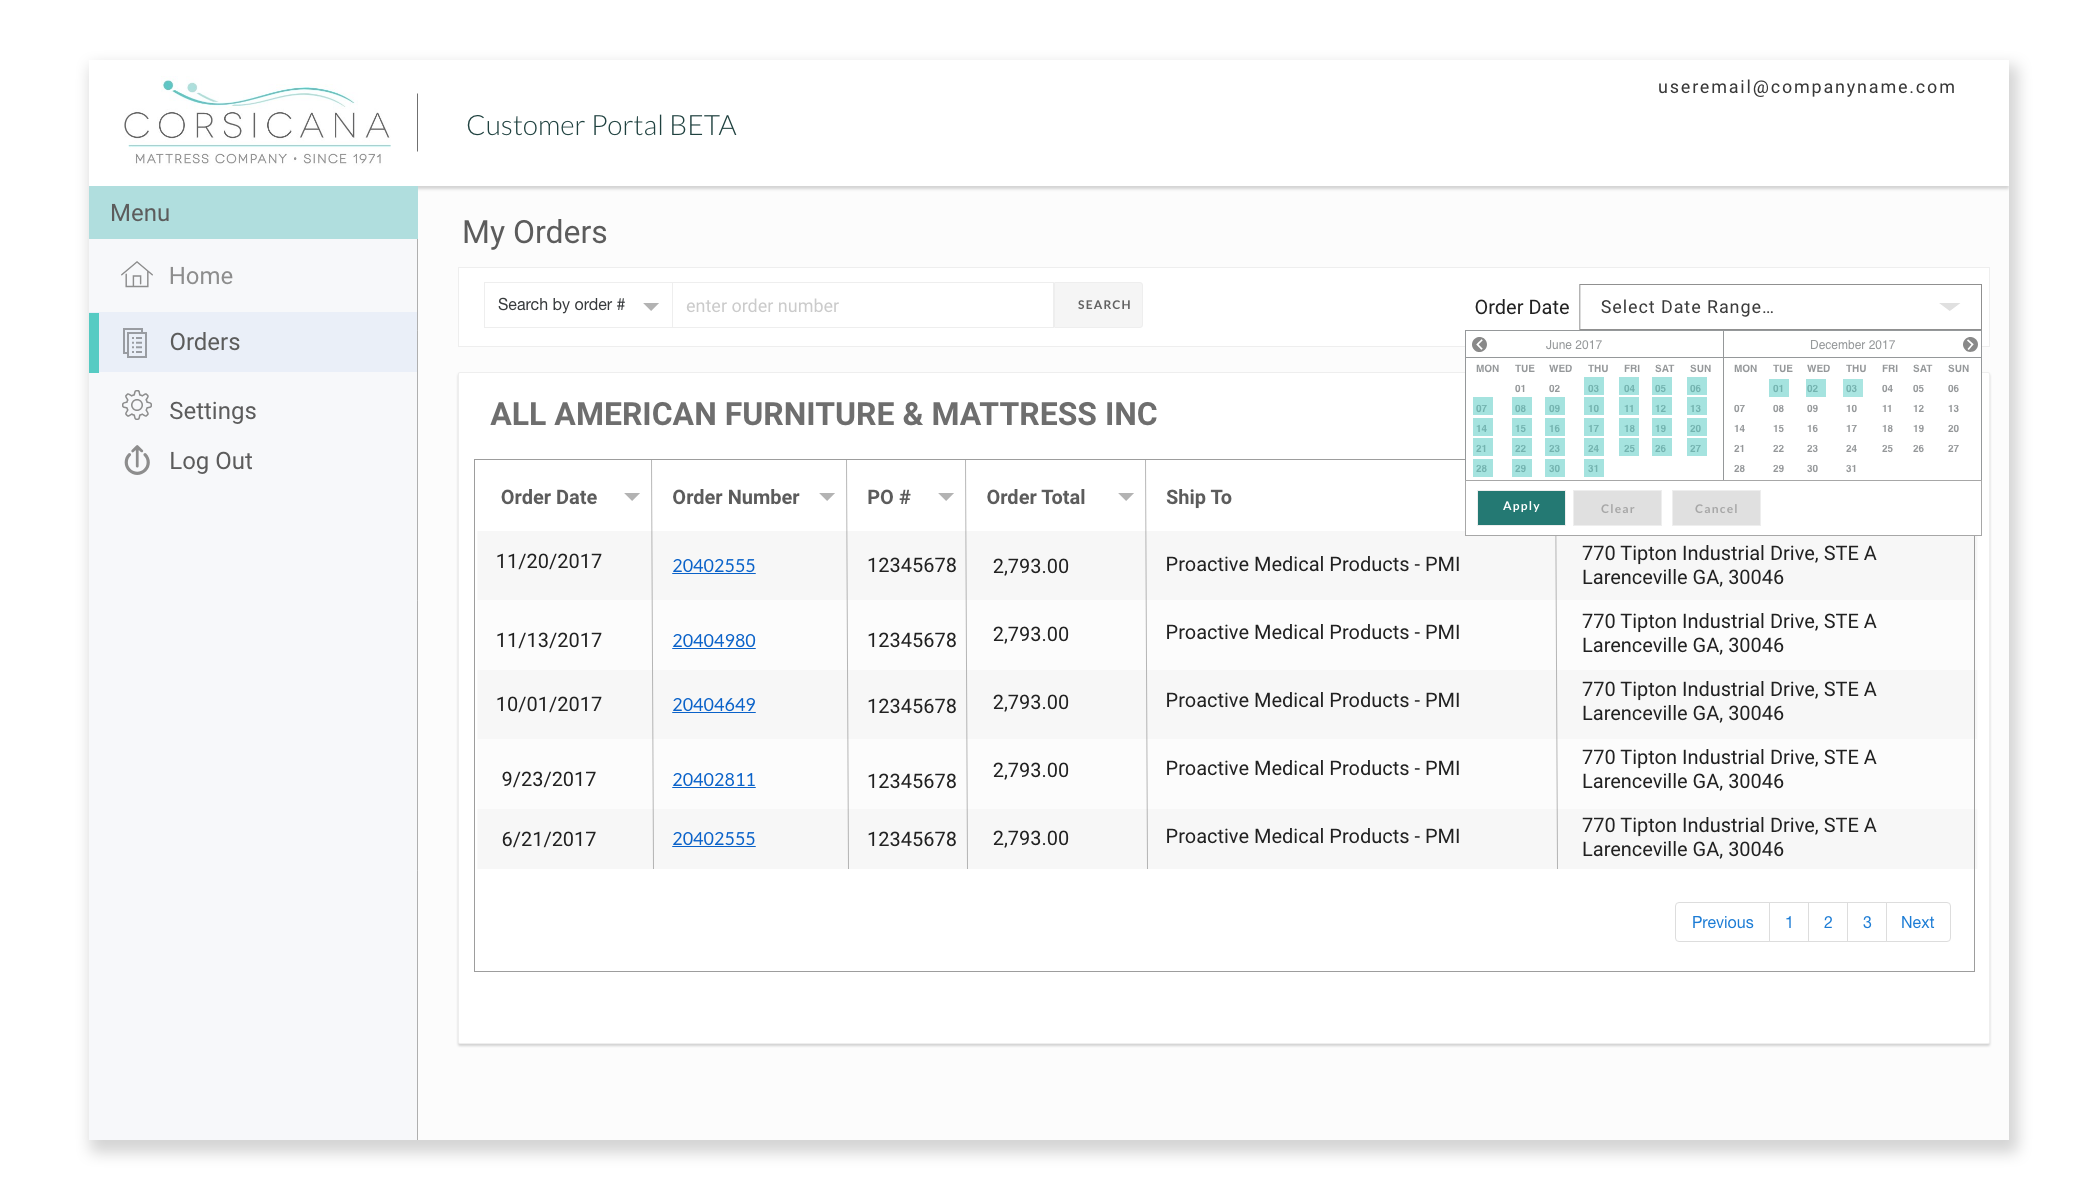 CORSICANA
MATTRESS COMPANY • SINCE 1971
Customer Portal BETA
useremail@companyname.com
Menu
Home
Orders
Settings
Log Out
My Orders
Search by order #
enter order number
SEARCH
Order Date
Select Date Range...
June 2017
MON TUE WED THU FRI SAT SUN
01 02 03 04 05 06
07 08 09 10 11 12 13
14 15 16 17 18 19 20
21 22 23 24 25 26 27
28 29 30 31
December 2017
MON TUE WED THU FRI SAT SUN
01 02 03 04 05 06
07 08 09 10 11 12 13
14 15 16 17 18 19 20
21 22 23 24 25 26 27
28 29 30 31
Apply
Clear
Cancel
ALL AMERICAN FURNITURE & MATTRESS INC
Order Date Order Number PO # Order Total Ship To
11/20/2017 20402555 12345678 2,793.00 Proactive Medical Products - PMI
770 Tipton Industrial Drive, STE A
Larenceville GA, 30046
11/13/2017 20404980 12345678 2,793.00 Proactive Medical Products - PMI
770 Tipton Industrial Drive, STE A
Larenceville GA, 30046
10/01/2017 20404649 12345678 2,793.00 Proactive Medical Products - PMI
770 Tipton Industrial Drive, STE A
Larenceville GA, 30046
9/23/2017 20402811 12345678 2,793.00 Proactive Medical Products - PMI
770 Tipton Industrial Drive, STE A
Larenceville GA, 30046
6/21/2017 20402555 12345678 2,793.00 Proactive Medical Products - PMI
770 Tipton Industrial Drive, STE A
Larenceville GA, 30046
Previous 1 2 3 Next